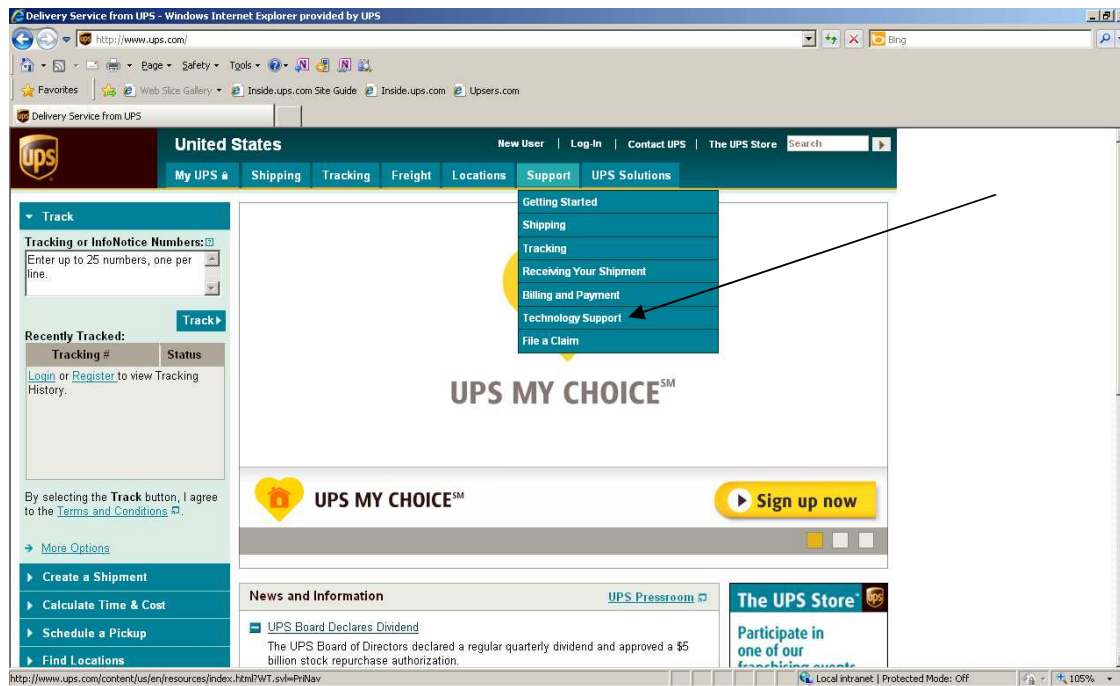 Delivery Service from UPS - Windows Internet Explorer provided by UPS
http://www.ups.com/
Bing
Page Safety Tools
Favorites Web Slice Gallery Inside.ups.com Site Guide Inside.ups.com Upsers.com
Delivery Service from UPS
ups
United States
New User | Log-In | Contact UPS | The UPS Store Search
My UPS Shipping Tracking Freight Locations Support UPS Solutions
Getting Started
Shipping
Tracking
Receiving Your Shipment
Billing and Payment
Technology Support
File a Claim
Track
Tracking or InfoNotice Numbers:
Enter up to 25 numbers, one per
line.
Track
Recently Tracked:
Tracking # Status
Login or Register to view Tracking
History.
By selecting the Track button, I agree
to the Terms and Conditions.
More Options
Create a Shipment
Calculate Time & Cost
Schedule a Pickup
Find Locations
UPS MY CHOICE℠
UPS MY CHOICE℠
Sign up now
News and Information UPS Pressroom
UPS Board Declares Dividend
The UPS Board of Directors declared a regular quarterly dividend and approved a $5
billion stock repurchase authorization.
The UPS Store
ups
Participate in
one of our
franchising events
http://www.ups.com/content/us/en/resources/index.html?WT.svl=PriNav
Local intranet | Protected Mode: Off
105%